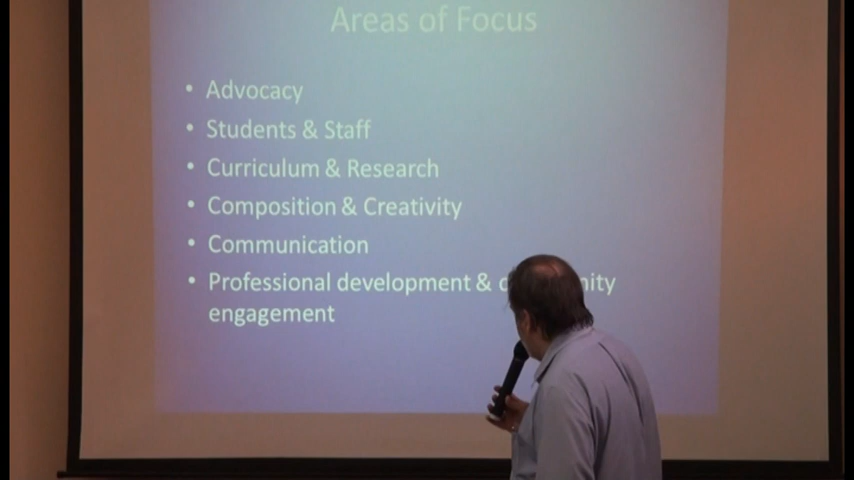 Areas of Focus
• Advocacy
• Students & Staff
• Curriculum & Research
• Composition & Creativity
• Communication
• Professional development &
engagement